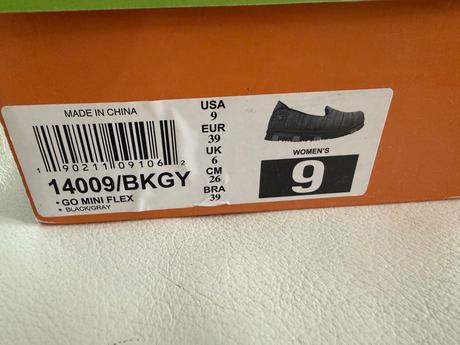 MADE IN CHINA
1 90211 09106 2
14009/BKGY
• GO MINI FLEX
• BLACK/GRAY
USA
9
EUR
39
UK
6
CM
26
BRA
39
WOMEN'S
9